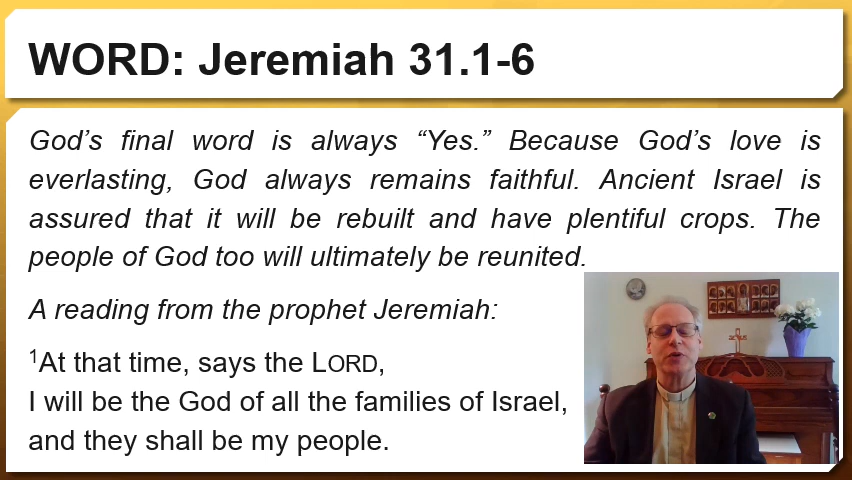 WORD: Jeremiah 31.1-6
God’s final word is always “Yes.” Because God’s love is
everlasting, God always remains faithful. Ancient Israel is
assured that it will be rebuilt and have plentiful crops. The
people of God too will ultimately be reunited.
A reading from the prophet Jeremiah:
¹At that time, says the LORD,
I will be the God of all the families of Israel,
and they shall be my people.